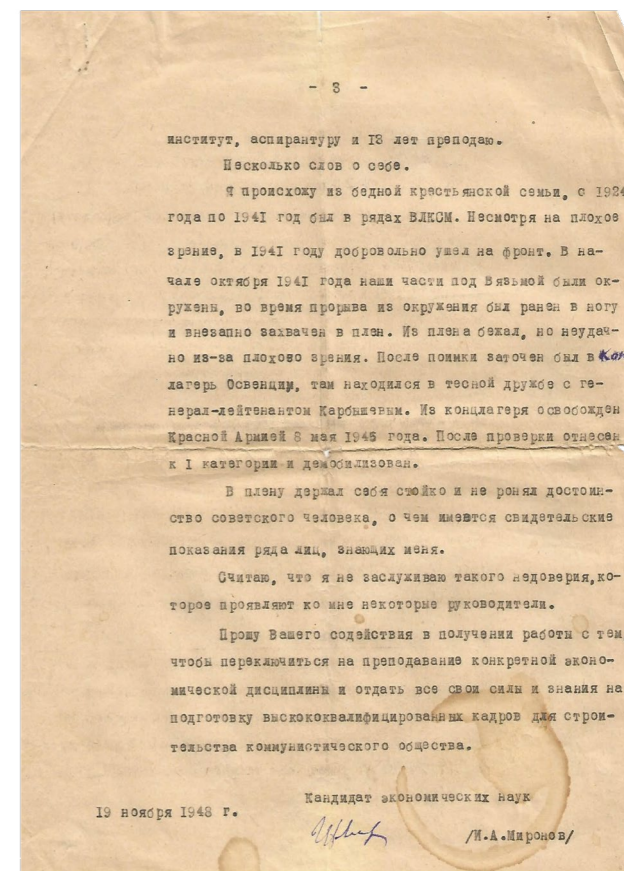 - 3 -
институт, аспирантуру и 13 лет преподаю.
Несколько слов о себе.
Я происхожу из бедной крестьянской семьи, с 1924
года по 1941 год был в рядах ВЛКСМ. Несмотря на плохое
зрение, в 1941 году добровольно ушел на фронт. В на-
чале октября 1941 года наши части под Вязьмой были ок-
ружены, во время прорыва из окружения был ранен в ногу
и внезапно захвачен в плен. Из плена бежал, но неудач-
но из-за плохово зрения. После поимки заточен был в кон
лагерь Освенцим, там находился в тесной дружбе с ге-
нерал-лейтенантом Карбышевым. Из концлагеря освобожден
Красной Армией 8 мая 1945 года. После проверки отнесен
к I категории и демобилизован.
В плену держал себя стойко и не ронял достоин-
ство советского человека, о чем имеются свидетельские
показания ряда лиц, знающих меня.
Считаю, что я не заслуживаю такого недоверия,ко-
торое проявляют ко мне некоторые руководители.
Прошу Вашего содействия в получении работы с тем
чтобы переключиться на преподавание конкретной эконо-
мической дисциплины и отдать все свои силы и знания на
подготовку выскококвалифицированных кадров для строи-
тельства коммунистического общества.
Кандидат экономических наук
19 ноября 1948 г.
/И.А.Миронов/